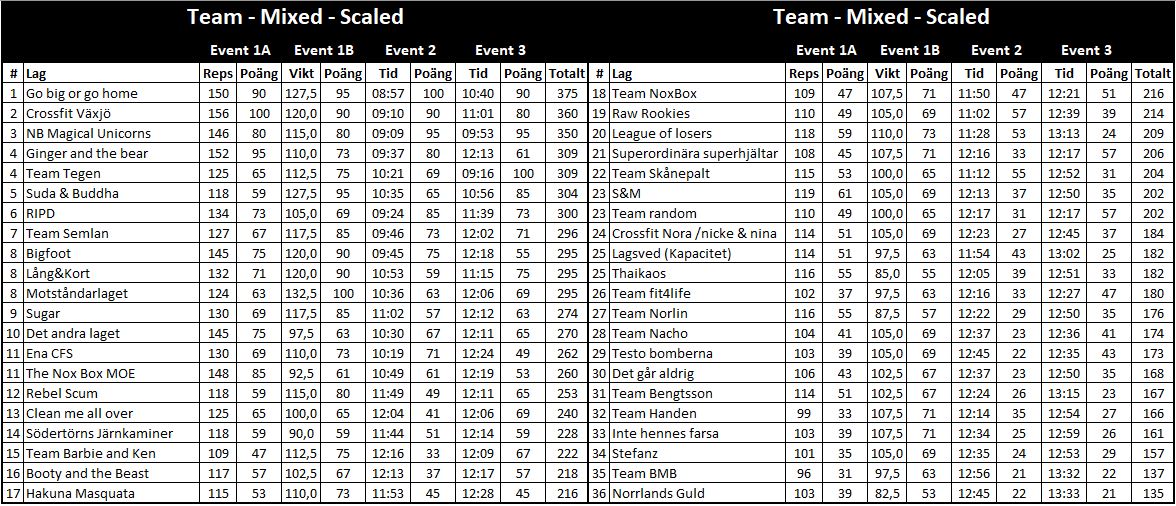 Team - Mixed - Scaled
Event 1A Event 1B Event 2 Event 3
# Lag Reps Poäng Vikt Poäng Tid Poäng Tid Poäng Totalt
1 Go big or go home 150 90 127,5 95 08:57 100 10:40 90 375
2 Crossfit Växjö 156 100 120,0 90 09:10 90 11:01 80 360
3 NB Magical Unicorns 146 80 115,0 80 09:09 95 09:53 95 350
4 Ginger and the bear 152 95 110,0 73 09:37 80 12:13 61 309
4 Team Tegen 125 65 112,5 75 10:21 69 09:16 100 309
5 Suda & Buddha 118 59 127,5 95 10:35 65 10:56 85 304
6 RIPD 134 73 105,0 69 09:24 85 11:39 73 300
7 Team Semlan 127 67 117,5 85 09:46 73 12:02 71 296
8 Bigfoot 145 75 120,0 90 09:45 75 12:18 55 295
8 Lång&Kort 132 71 120,0 90 10:53 59 11:15 75 295
8 Motståndarlaget 124 63 132,5 100 10:36 63 12:06 69 295
9 Sugar 130 69 117,5 85 11:02 57 12:12 63 274
10 Det andra laget 145 75 97,5 63 10:30 67 12:11 65 270
11 Ena CFS 130 69 110,0 73 10:19 71 12:24 49 262
11 The Nox Box MOE 148 85 92,5 61 10:49 61 12:19 53 260
12 Rebel Scum 118 59 115,0 80 11:49 49 12:11 65 253
13 Clean me all over 125 65 100,0 65 12:04 41 12:06 69 240
14 Södertörns Järnkaminer 118 59 90,0 59 11:44 51 12:14 59 228
15 Team Barbie and Ken 109 47 112,5 75 12:16 33 12:09 67 222
16 Booty and the Beast 117 57 102,5 67 12:13 37 12:17 57 218
17 Hakuna Masquata 115 53 110,0 73 11:53 45 12:28 45 216
Team - Mixed - Scaled
Event 1A Event 1B Event 2 Event 3
# Lag Reps Poäng Vikt Poäng Tid Poäng Tid Poäng Totalt
18 Team NoxBox 109 47 107,5 71 11:50 47 12:21 51 216
19 Raw Rookies 110 49 105,0 69 11:02 57 12:39 39 214
20 League of losers 118 59 110,0 73 11:28 53 13:13 24 209
21 Superordinära superhjältar 108 45 107,5 71 12:16 33 12:17 57 206
22 Team Skånepalt 115 53 100,0 65 11:12 55 12:52 31 204
23 S&M 119 61 105,0 69 12:13 37 12:50 35 202
23 Team random 110 49 100,0 65 12:17 31 12:17 57 202
24 Crossfit Nora /nicke & nina 114 51 105,0 69 12:23 27 12:45 37 184
25 Lagsved (Kapacitet) 114 51 97,5 63 11:54 43 13:02 25 182
25 Thaikaos 116 55 85,0 55 12:05 39 12:51 33 182
26 Team fit4life 102 37 97,5 63 12:16 33 12:27 47 180
27 Team Norlin 116 55 87,5 57 12:22 29 12:50 35 176
28 Team Nacho 104 41 105,0 69 12:37 23 12:36 41 174
29 Testo bomberna 103 39 105,0 69 12:45 22 12:35 43 173
30 Det går aldrig 106 43 102,5 67 12:37 23 12:50 35 168
31 Team Bengtsson 114 51 102,5 67 12:24 26 13:15 23 167
32 Team Handen 99 33 107,5 71 12:14 35 12:54 27 166
33 Inte hennes farsa 103 39 107,5 71 12:34 25 12:59 26 161
34 Stefanz 101 35 105,0 69 12:35 24 12:53 29 157
35 Team BMB 96 31 97,5 63 12:56 21 13:32 22 137
36 Norrlands Guld 103 39 82,5 53 12:45 22 13:33 21 135